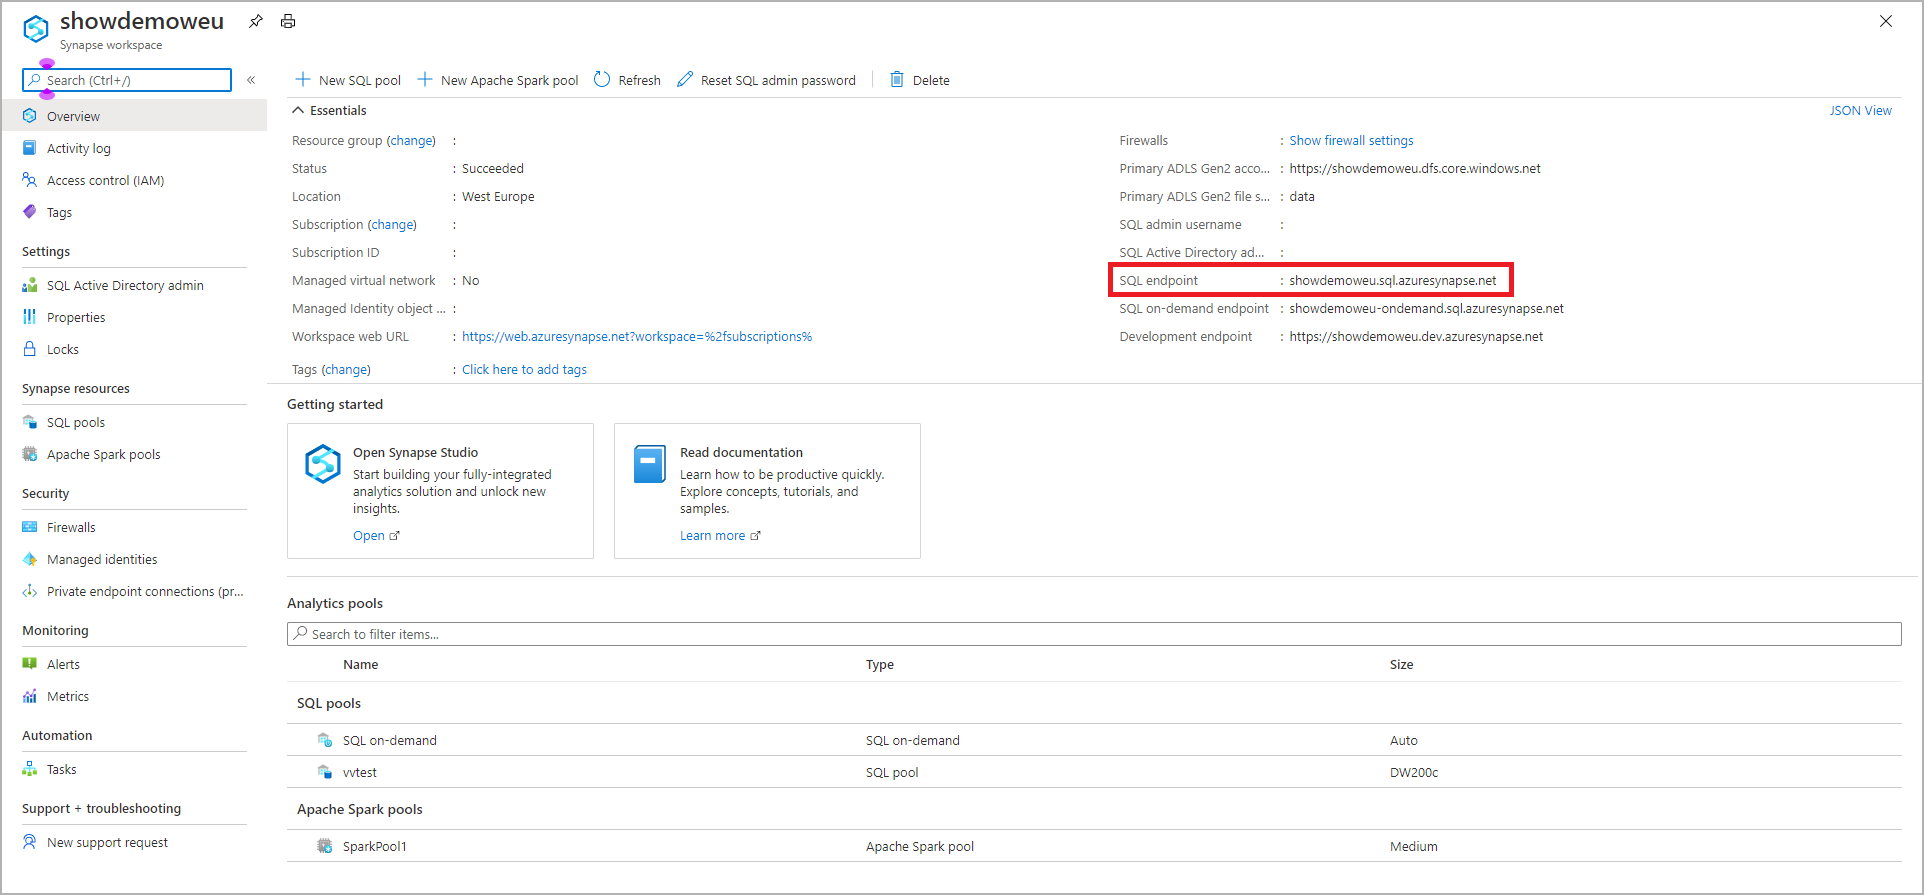 showdemoweu
Synapse workspace
Search (Ctrl+/)
«
Overview
Activity log
Access control (IAM)
Tags
Settings
SQL Active Directory admin
Properties
Locks
Synapse resources
SQL pools
Apache Spark pools
Security
Firewalls
Managed identities
Private endpoint connections (pr...
Monitoring
Alerts
Metrics
Automation
Tasks
Support + troubleshooting
New support request
New SQL pool New Apache Spark pool Refresh Reset SQL admin password Delete
Essentials
JSON View
Resource group (change) :
Status : Succeeded
Location : West Europe
Subscription (change) :
Subscription ID :
Managed virtual network : No
Managed Identity object ... :
Workspace web URL : https://web.azuresynapse.net?workspace=%2fsubscriptions%
Tags (change) : Click here to add tags
Firewalls : Show firewall settings
Primary ADLS Gen2 acco... : https://showdemoweu.dfs.core.windows.net
Primary ADLS Gen2 file s... : data
SQL admin username :
SQL Active Directory ad... :
SQL endpoint : showdemoweu.sql.azuresynapse.net
SQL on-demand endpoint : showdemoweu-ondemand.sql.azuresynapse.net
Development endpoint : https://showdemoweu.dev.azuresynapse.net
Getting started
Open Synapse Studio
Start building your fully-integrated
analytics solution and unlock new
insights.
Open
Read documentation
Learn how to be productive quickly.
Explore concepts, tutorials, and
samples.
Learn more
Analytics pools
Search to filter items...
Name Type Size
SQL pools
SQL on-demand SQL on-demand Auto
vvtest SQL pool DW200c
Apache Spark pools
SparkPool1 Apache Spark pool Medium